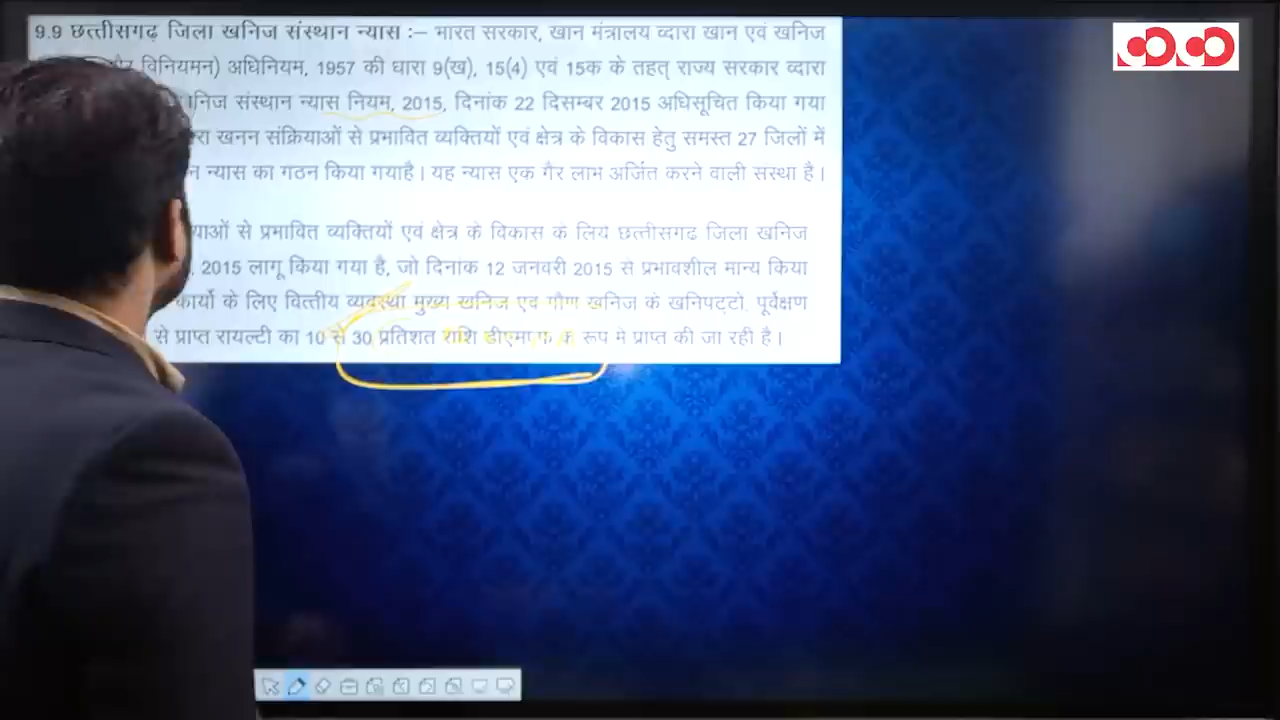 9.9 छत्तीसगढ़ जिला खनिज संस्थान न्यास :– भारत सरकार, खान मंत्रालय व्दारा खान एवं खनिज
विनियमन) अधिनियम, 1957 की धारा 9(ख), 15(4) एवं 15क के तहत् राज्य सरकार व्दारा
संस्थान न्यास नियम, 2015, दिनांक 22 दिसम्बर 2015 अधिसूचित किया गया
खनन संक्रियाओं से प्रभावित व्यक्तियों एवं क्षेत्र के विकास हेतु समस्त 27 जिलों में
न्यास का गठन किया गयाहै। यह न्यास एक गैर लाभ अर्जित करने वाली संस्था है।
से प्रभावित व्यक्तियों एवं क्षेत्र के विकास के लिय छत्तीसगढ जिला खनिज
2015 लागू किया गया है, जो दिनांक 12 जनवरी 2015 से प्रभावशील मान्य किया
कार्यो के लिए वित्तीय व्यवस्था मुख्य खनिज एवं गौण खनिज के खनिपट्टो, पूर्वेक्षण
से प्राप्त रायल्टी का 10 से 30 प्रतिशत राशि डीएमएफ के रूप मे प्राप्त की जा रही है।